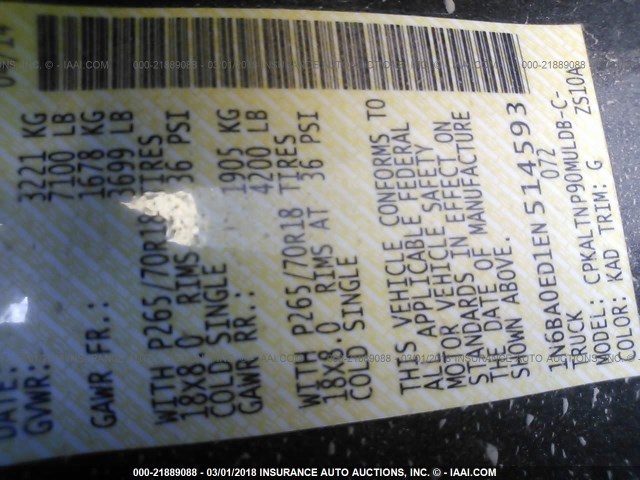 DATE: 04/14
GVWR: 3221 KG
7100 LB
GAWR FR.: 1678 KG
3699 LB
WITH P265/70R18 TIRES
18X8.0 RIMS AT 36 PSI
COLD SINGLE
GAWR RR.: 1905 KG
4200 LB
WITH P265/70R18 TIRES
18X8.0 RIMS AT 36 PSI
COLD SINGLE
THIS VEHICLE CONFORMS TO
ALL APPLICABLE FEDERAL
MOTOR VEHICLE SAFETY
STANDARDS IN EFFECT ON
THE DATE OF MANUFACTURE
SHOWN ABOVE.
1N6BA0ED1EN514593
TRUCK 072
MODEL: CPKALTNP90MULDB-C-
COLOR: KAD TRIM: G ZS10A
000-21889088 - 03/01/2018 INSURANCE AUTO AUCTIONS, INC. © - IAAI.COM